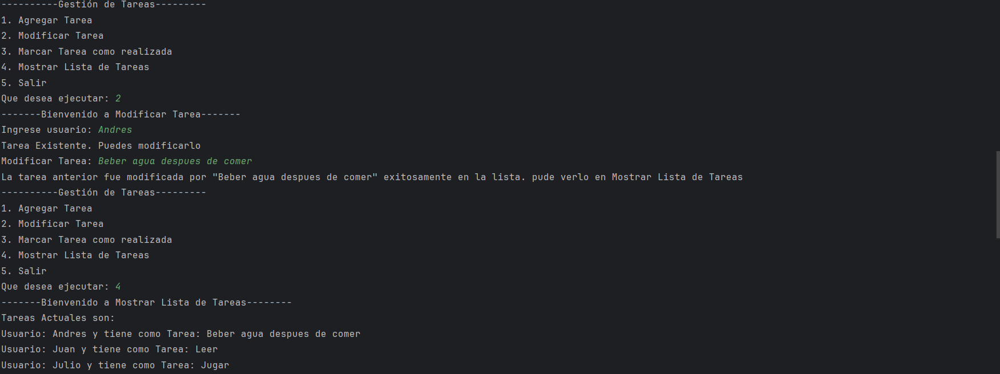 ----------Gestión de Tareas---------
1. Agregar Tarea
2. Modificar Tarea
3. Marcar Tarea como realizada
4. Mostrar Lista de Tareas
5. Salir
Que desea ejecutar: 2
-------Bienvenido a Modificar Tarea-------
Ingrese usuario: Andres
Tarea Existente. Puedes modificarlo
Modificar Tarea: Beber agua despues de comer
La tarea anterior fue modificada por "Beber agua despues de comer" exitosamente en la lista. pude verlo en Mostrar Lista de Tareas
----------Gestión de Tareas---------
1. Agregar Tarea
2. Modificar Tarea
3. Marcar Tarea como realizada
4. Mostrar Lista de Tareas
5. Salir
Que desea ejecutar: 4
-------Bienvenido a Mostrar Lista de Tareas--------
Tareas Actuales son:
Usuario: Andres y tiene como Tarea: Beber agua despues de comer
Usuario: Juan y tiene como Tarea: Leer
Usuario: Julio y tiene como Tarea: Jugar